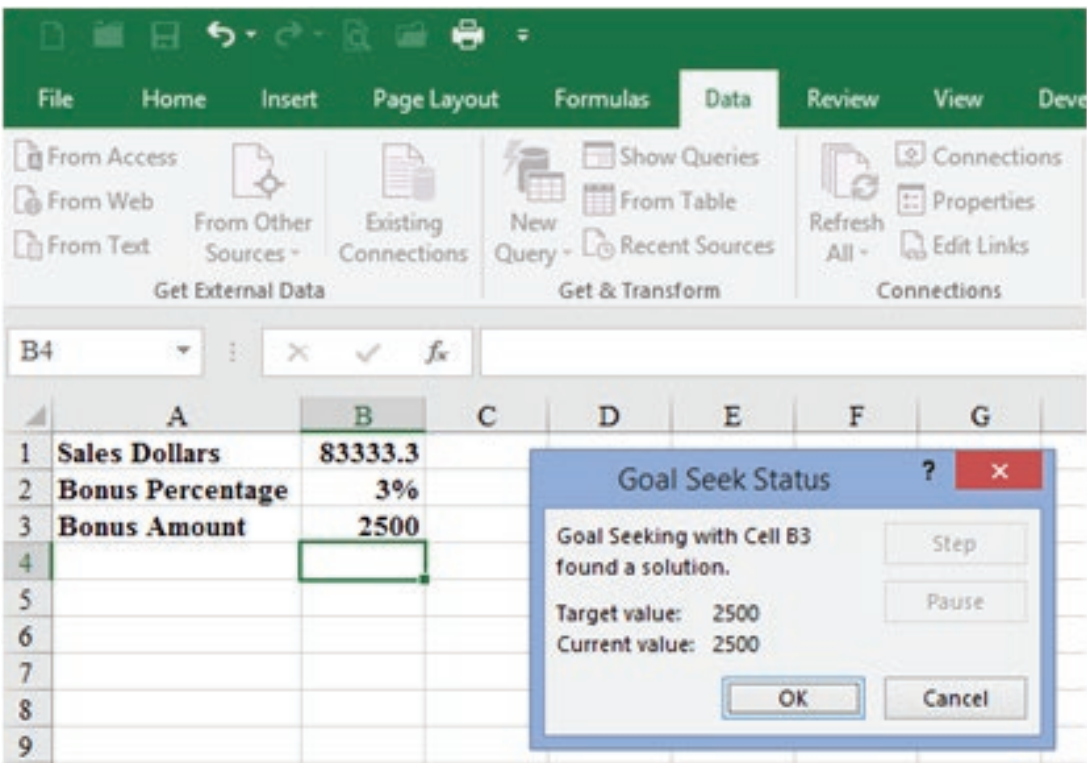 File Home Insert Page Layout Formulas Data Review View Deve
From Access
From Web
From Text
From Other
Sources
Existing
Connections
Get External Data
New
Query
Show Queries
From Table
Recent Sources
Get & Transform
Refresh
All
Connections
Properties
Edit Links
Connections
B4 fx
A B C D E F G
1 Sales Dollars 83333.3
2 Bonus Percentage 3%
3 Bonus Amount 2500
4
5
6
7
8
9
Goal Seek Status ?
Goal Seeking with Cell B3
found a solution.
Target value: 2500
Current value: 2500
Step
Pause
OK Cancel